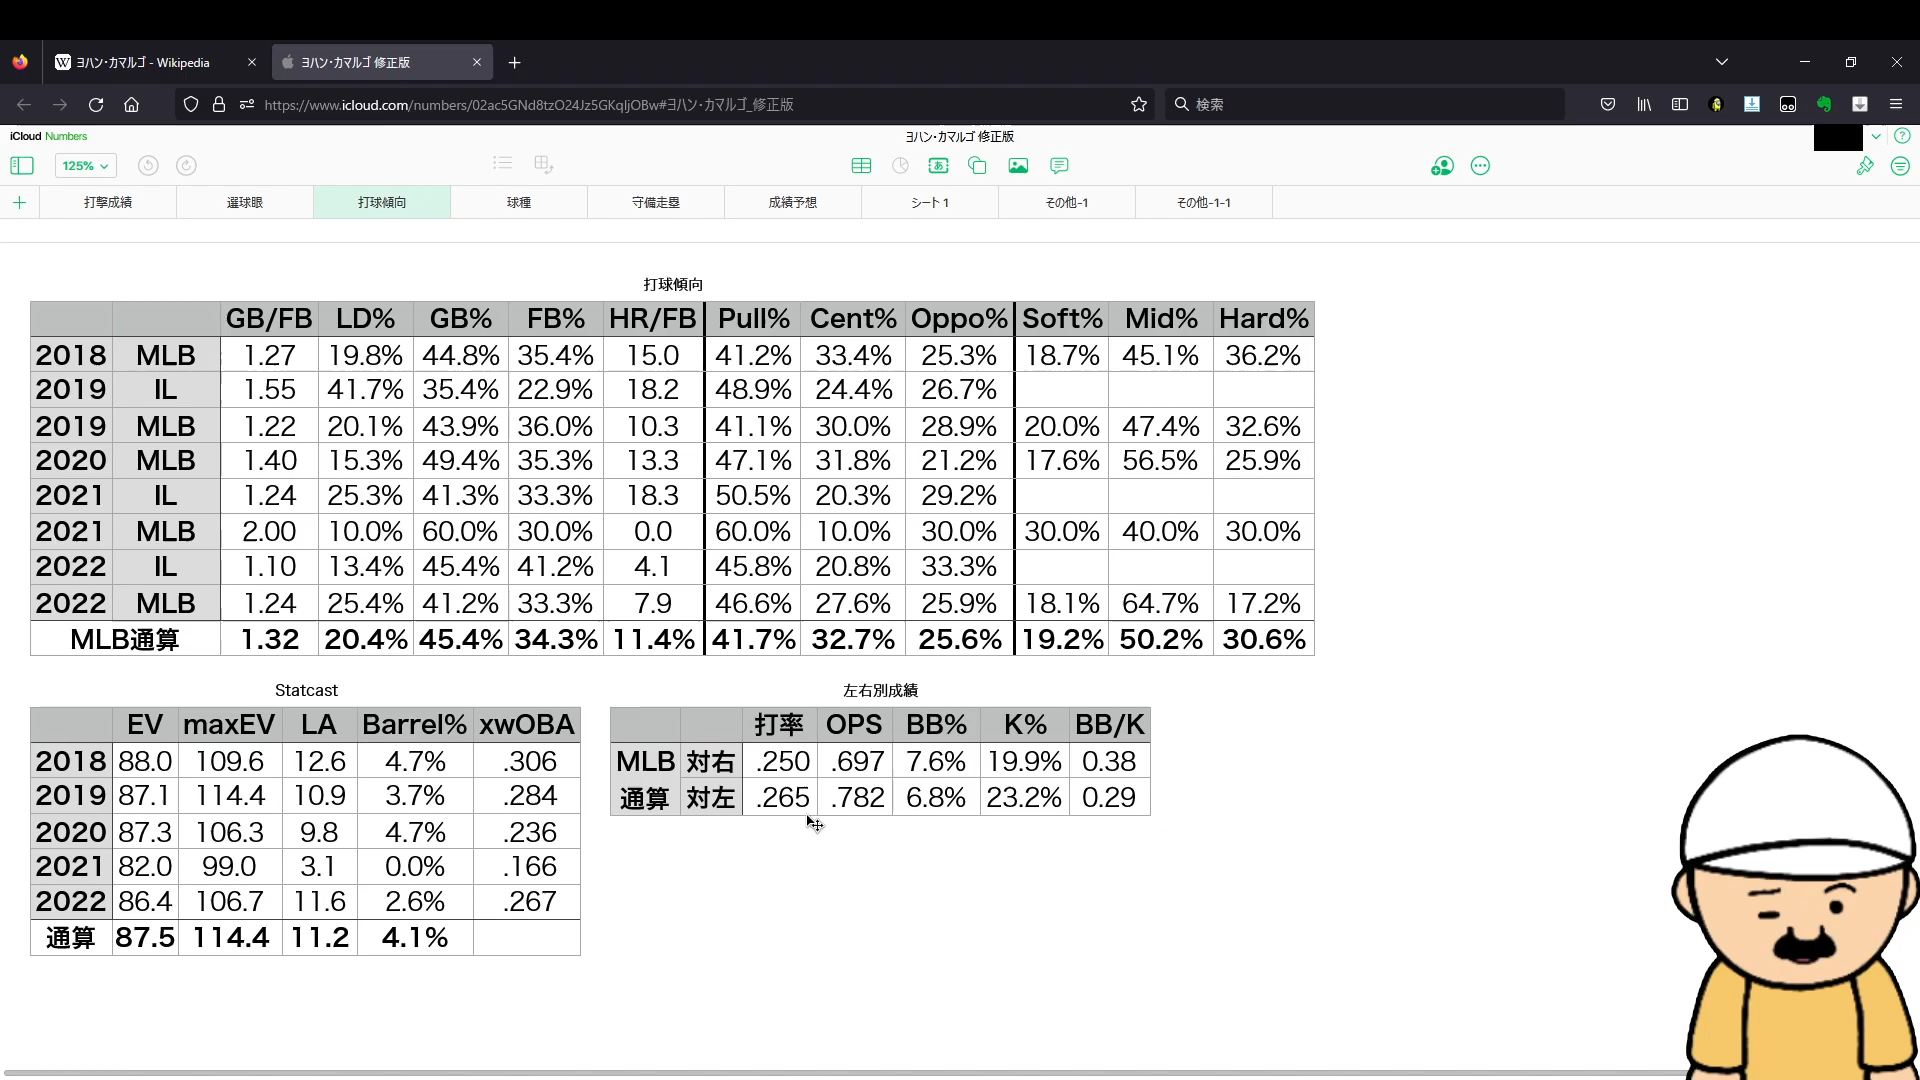 ヨハン・カマルゴ - Wikipedia
ヨハン・カマルゴ 修正版
https://www.icloud.com/numbers/02ac5GNd8tzO24Jz5GKqljOBw#ヨハン・カマルゴ_修正版
検索
iCloud Numbers
ヨハン・カマルゴ 修正版
125%
打撃成績 選球眼 打球傾向 球種 守備走塁 成績予想 シート 1 その他-1 その他-1-1
打球傾向
GB/FB LD% GB% FB% HR/FB Pull% Cent% Oppo% Soft% Mid% Hard%
2018 MLB 1.27 19.8% 44.8% 35.4% 15.0 41.2% 33.4% 25.3% 18.7% 45.1% 36.2%
2019 IL 1.55 41.7% 35.4% 22.9% 18.2 48.9% 24.4% 26.7%
2019 MLB 1.22 20.1% 43.9% 36.0% 10.3 41.1% 30.0% 28.9% 20.0% 47.4% 32.6%
2020 MLB 1.40 15.3% 49.4% 35.3% 13.3 47.1% 31.8% 21.2% 17.6% 56.5% 25.9%
2021 IL 1.24 25.3% 41.3% 33.3% 18.3 50.5% 20.3% 29.2%
2021 MLB 2.00 10.0% 60.0% 30.0% 0.0 60.0% 10.0% 30.0% 30.0% 40.0% 30.0%
2022 IL 1.10 13.4% 45.4% 41.2% 4.1 45.8% 20.8% 33.3%
2022 MLB 1.24 25.4% 41.2% 33.3% 7.9 46.6% 27.6% 25.9% 18.1% 64.7% 17.2%
MLB通算 1.32 20.4% 45.4% 34.3% 11.4% 41.7% 32.7% 25.6% 19.2% 50.2% 30.6%
Statcast
EV maxEV LA Barrel% xwOBA
2018 88.0 109.6 12.6 4.7% .306
2019 87.1 114.4 10.9 3.7% .284
2020 87.3 106.3 9.8 4.7% .236
2021 82.0 99.0 3.1 0.0% .166
2022 86.4 106.7 11.6 2.6% .267
通算 87.5 114.4 11.2 4.1%
左右別成績
打率 OPS BB% K% BB/K
MLB 対右 .250 .697 7.6% 19.9% 0.38
通算 対左 .265 .782 6.8% 23.2% 0.29